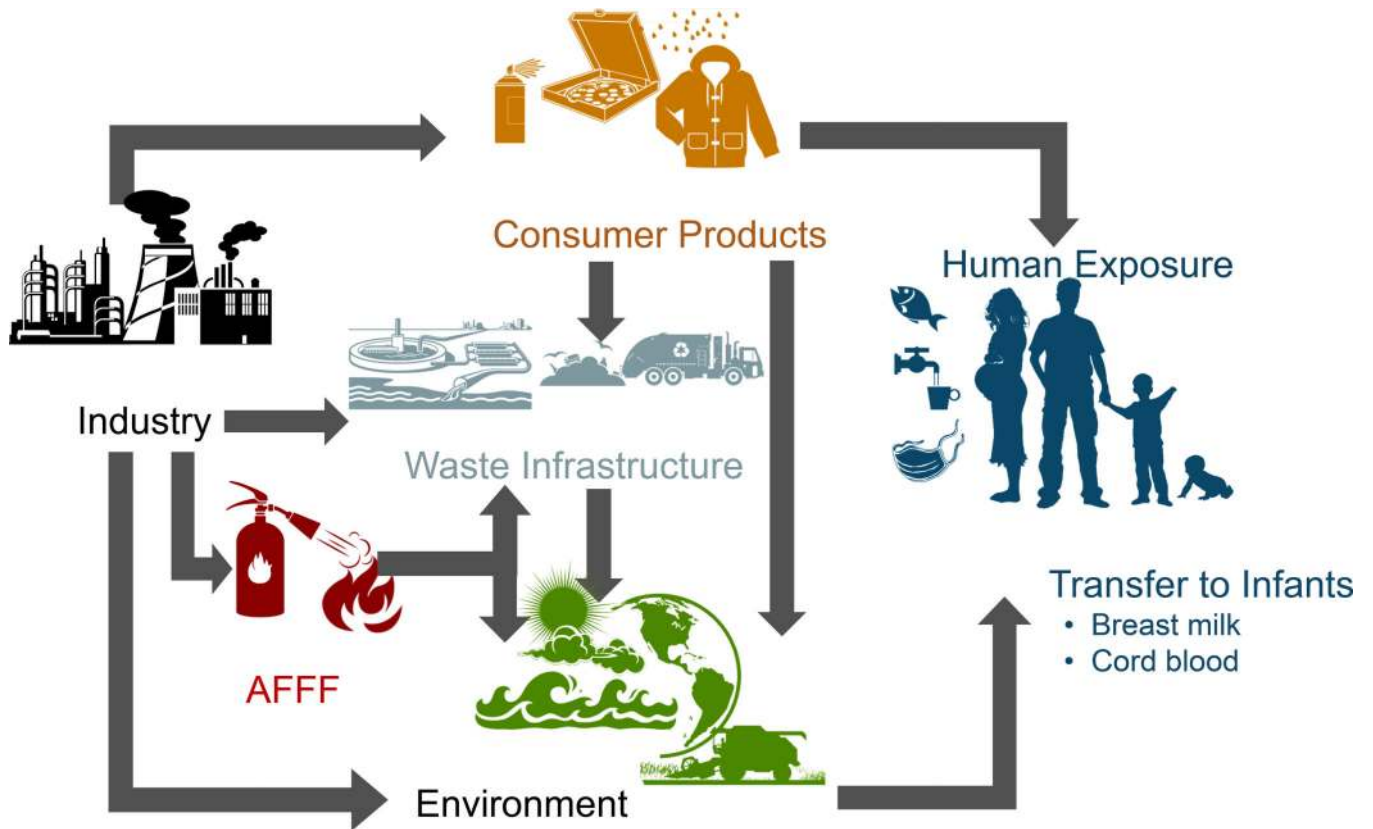 Consumer Products
Human Exposure
Industry
Waste Infrastructure
AFFF
Transfer to Infants
• Breast milk
• Cord blood
Environment